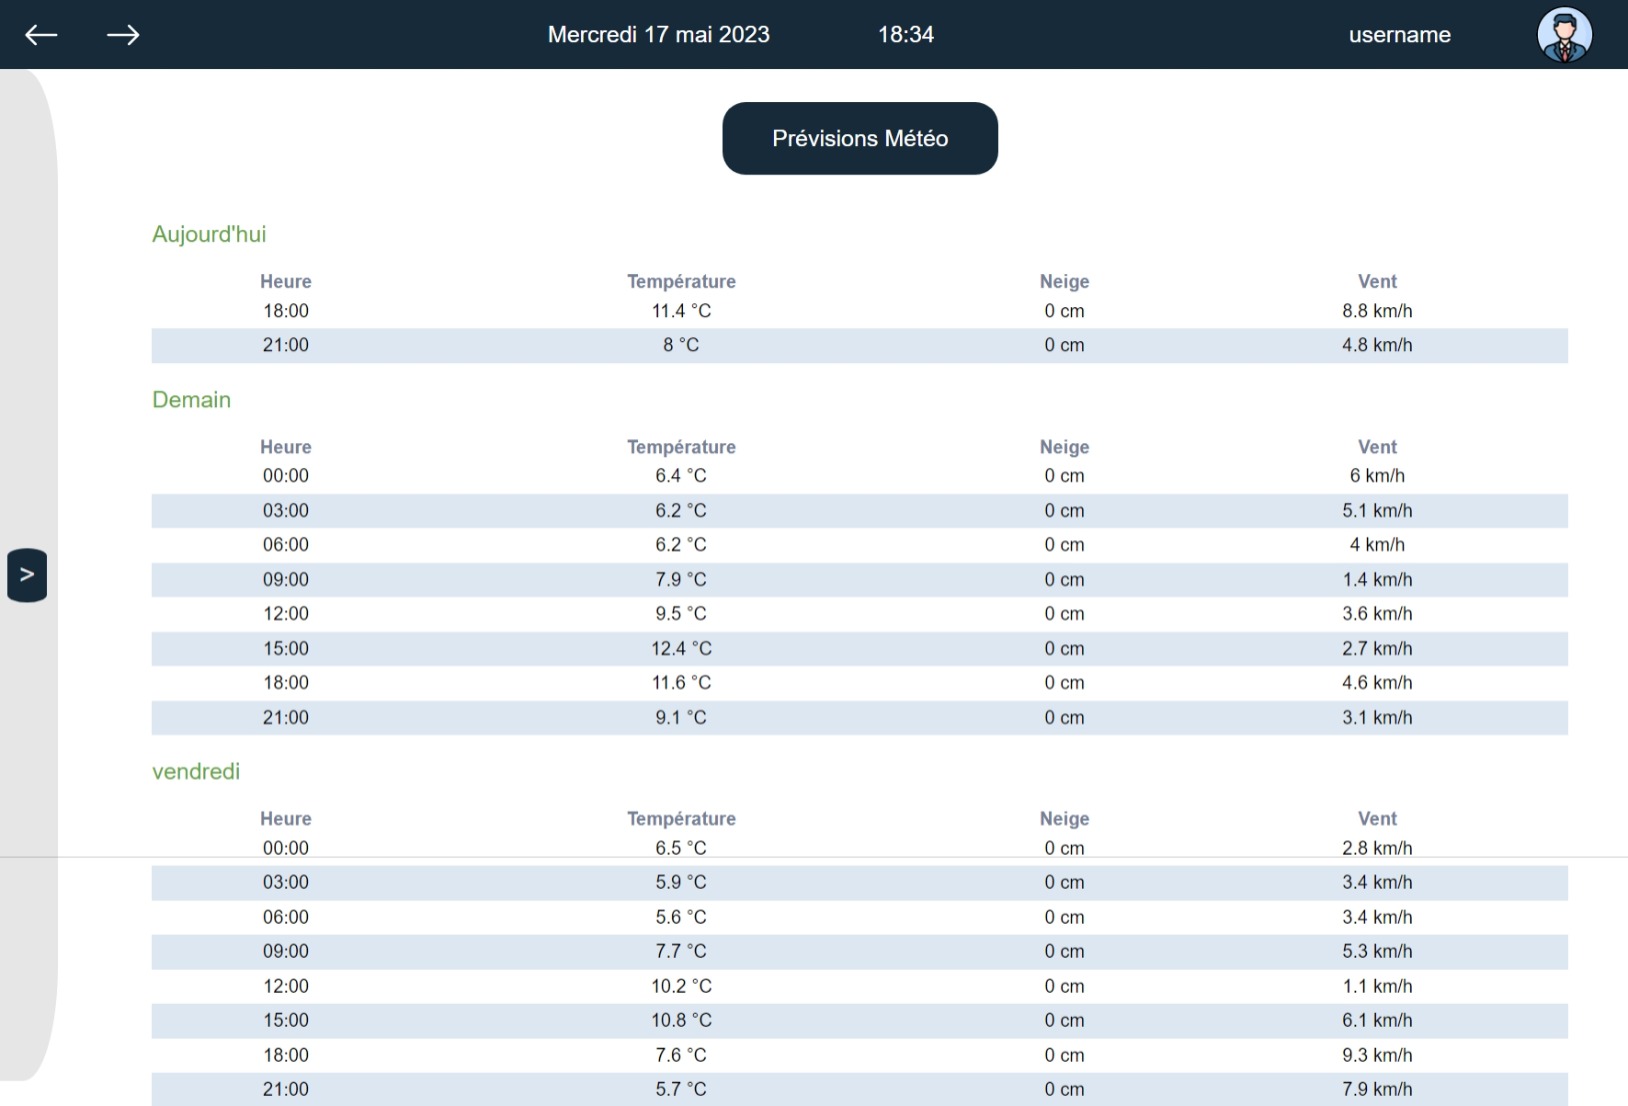 Mercredi 17 mai 2023 18:34 username
Prévisions Météo
Aujourd'hui
Heure Température Neige Vent
18:00 11.4 °C 0 cm 8.8 km/h
21:00 8 °C 0 cm 4.8 km/h
Demain
Heure Température Neige Vent
00:00 6.4 °C 0 cm 6 km/h
03:00 6.2 °C 0 cm 5.1 km/h
06:00 6.2 °C 0 cm 4 km/h
09:00 7.9 °C 0 cm 1.4 km/h
>
12:00 9.5 °C 0 cm 3.6 km/h
15:00 12.4 °C 0 cm 2.7 km/h
18:00 11.6 °C 0 cm 4.6 km/h
21:00 9.1 °C 0 cm 3.1 km/h
vendredi
Heure Température Neige Vent
00:00 6.5 °C 0 cm 2.8 km/h
03:00 5.9 °C 0 cm 3.4 km/h
06:00 5.6 °C 0 cm 3.4 km/h
09:00 7.7 °C 0 cm 5.3 km/h
12:00 10.2 °C 0 cm 1.1 km/h
15:00 10.8 °C 0 cm 6.1 km/h
18:00 7.6 °C 0 cm 9.3 km/h
21:00 5.7 °C 0 cm 7.9 km/h